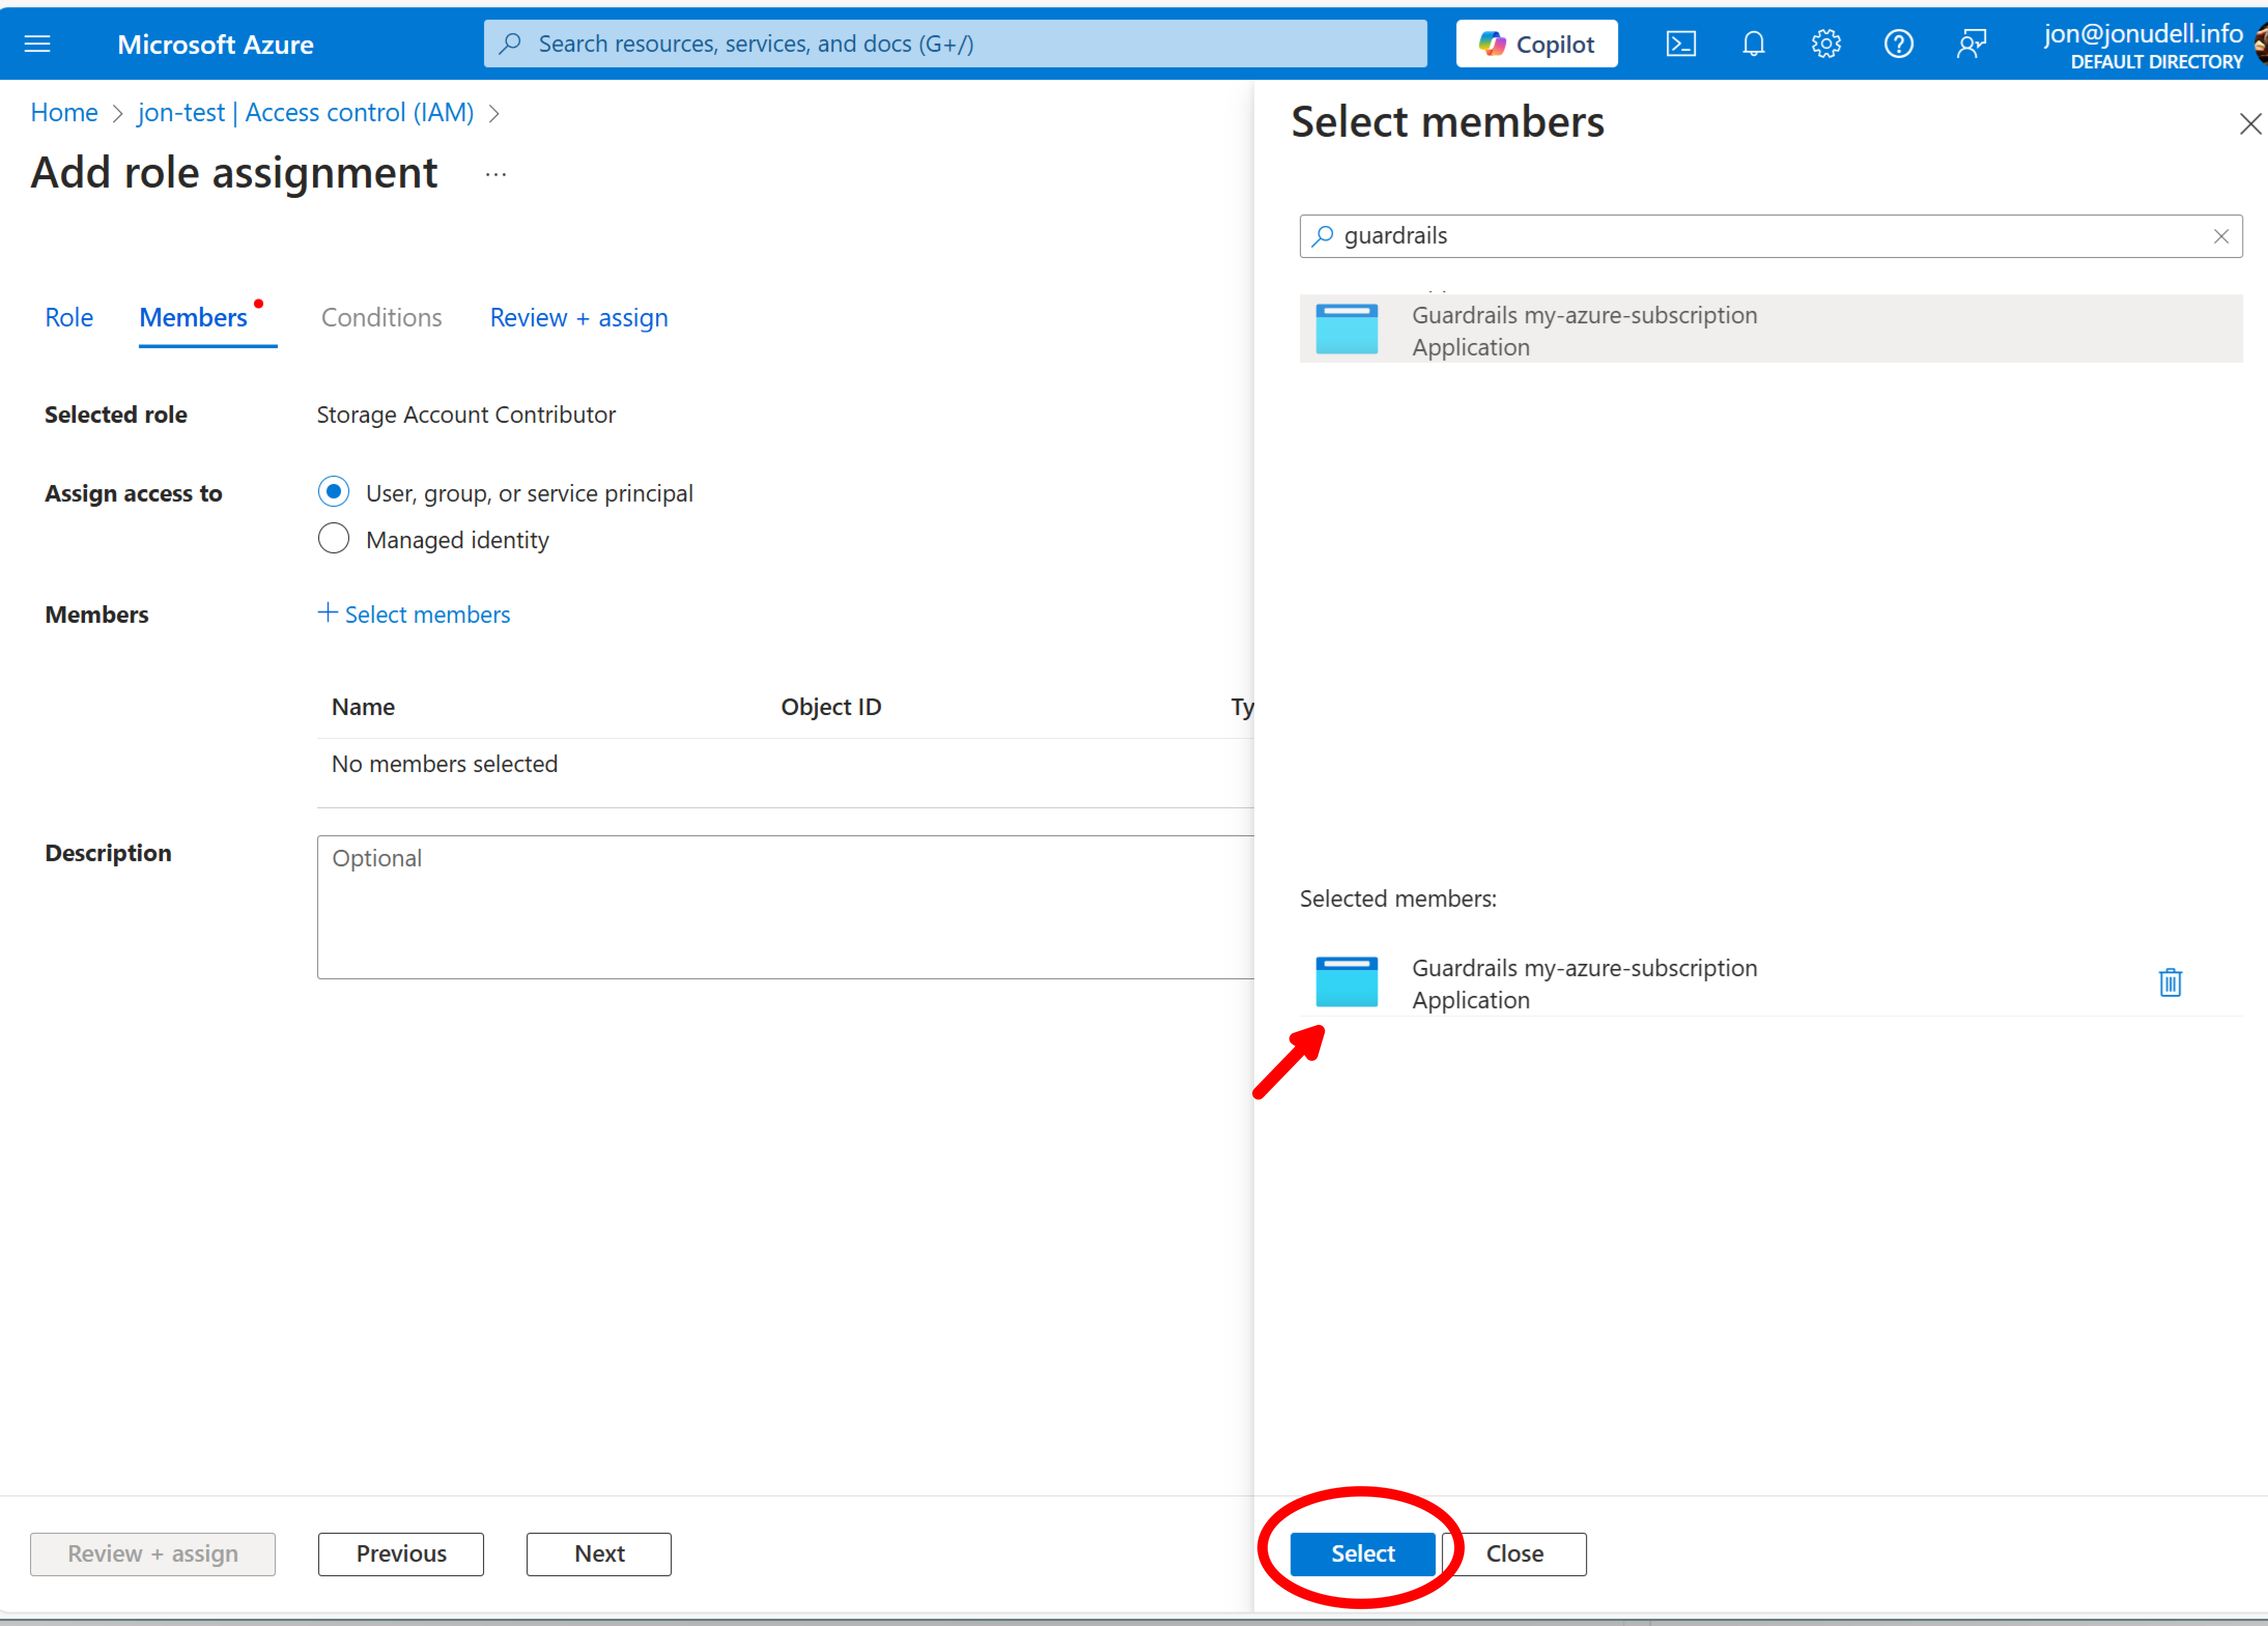 Microsoft Azure
Search resources, services, and docs (G+/)
Copilot
jon@jonudell.info
DEFAULT DIRECTORY
Home > jon-test | Access control (IAM) >
Add role assignment ...
Role Members Conditions Review + assign
Selected role Storage Account Contributor
Assign access to User, group, or service principal
Managed identity
Members + Select members
Name Object ID Ty
No members selected
Description Optional
Review + assign Previous Next
Select members
guardrails
Guardrails my-azure-subscription
Application
Selected members:
Guardrails my-azure-subscription
Application
Select Close